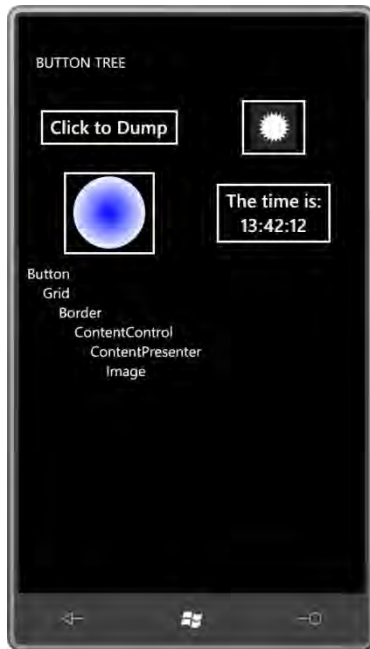 BUTTON TREE
Click to Dump
The time is:
13:42:12
Button
Grid
Border
ContentControl
ContentPresenter
Image